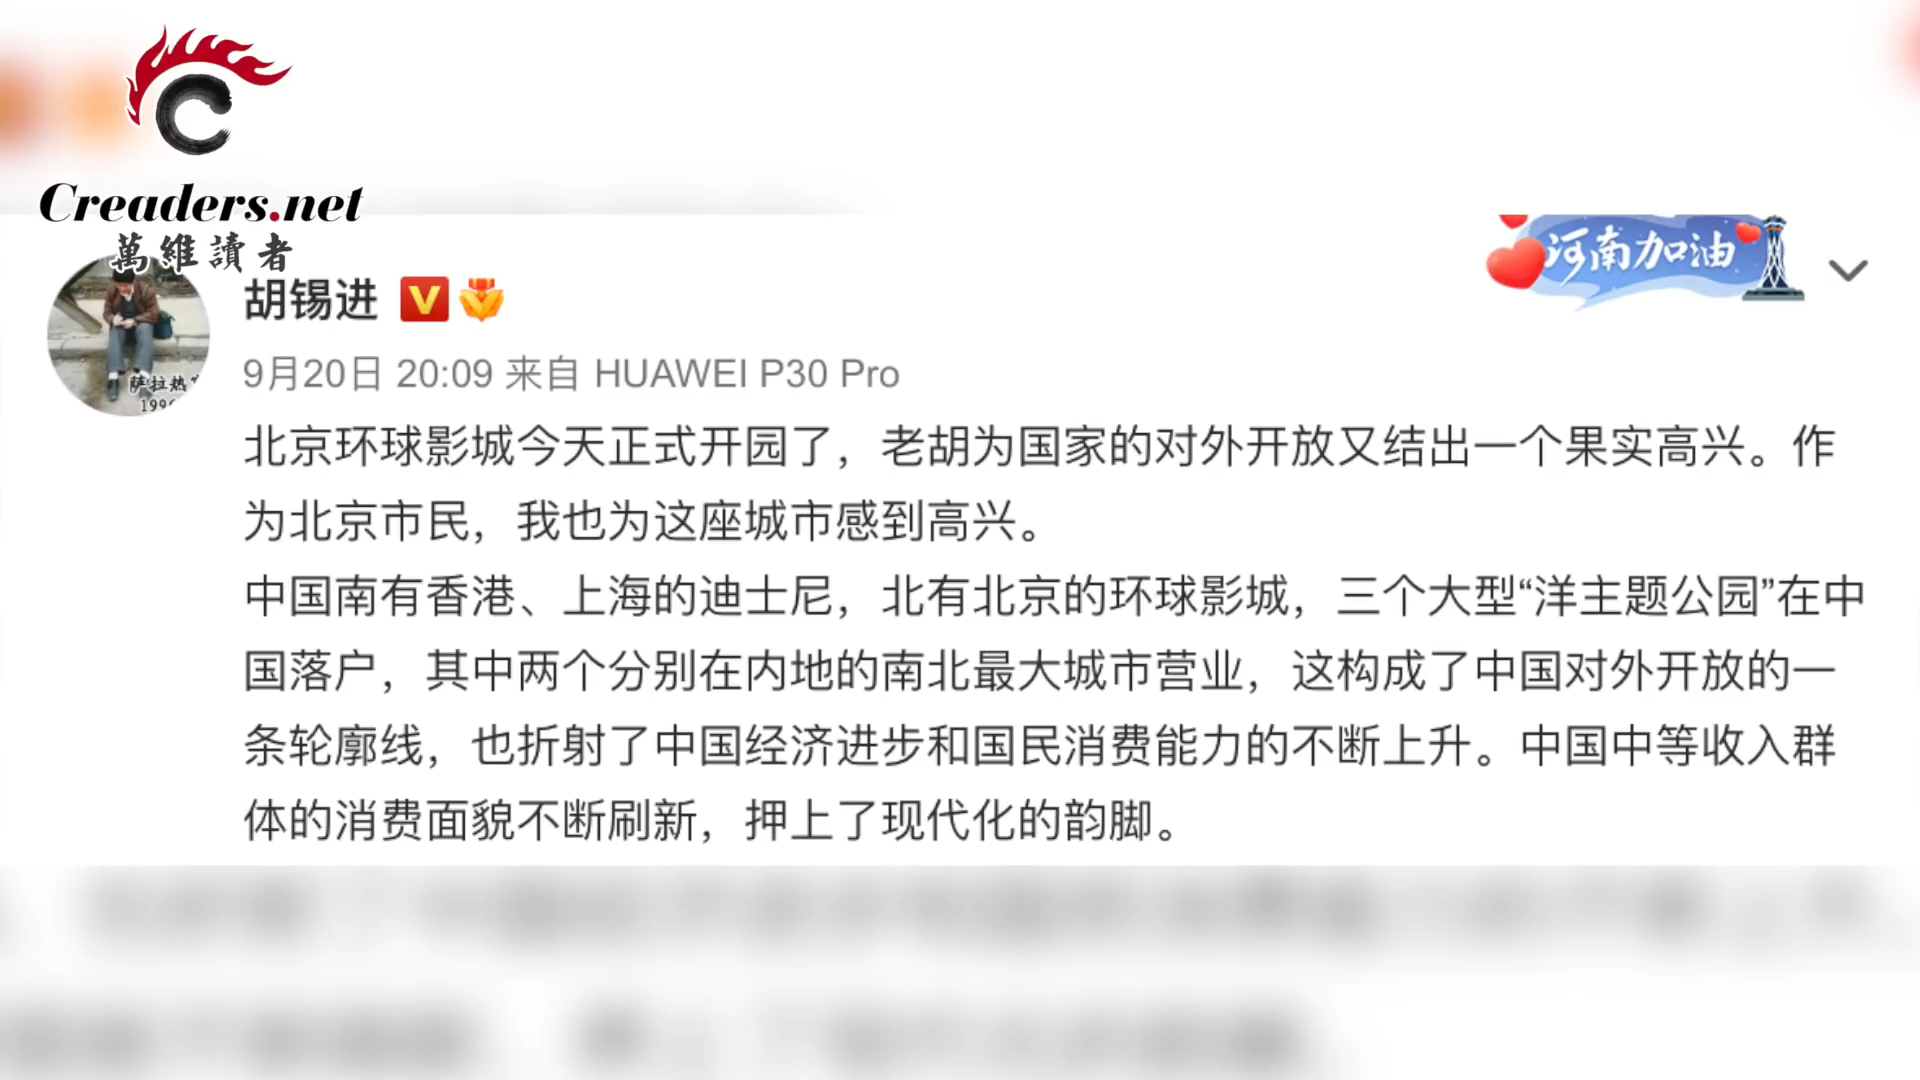 Creaders.net
萬維讀者
河南加油
胡锡进
9月20日 20:09 来自 HUAWEI P30 Pro
萨拉热
199
北京环球影城今天正式开园了，老胡为国家的对外开放又结出一个果实高兴。作
为北京市民，我也为这座城市感到高兴。
中国南有香港、上海的迪士尼，北有北京的环球影城，三个大型“洋主题公园”在中
国落户，其中两个分别在内地的南北最大城市营业，这构成了中国对外开放的一
条轮廓线，也折射了中国经济进步和国民消费能力的不断上升。中国中等收入群
体的消费面貌不断刷新，押上了现代化的韵脚。